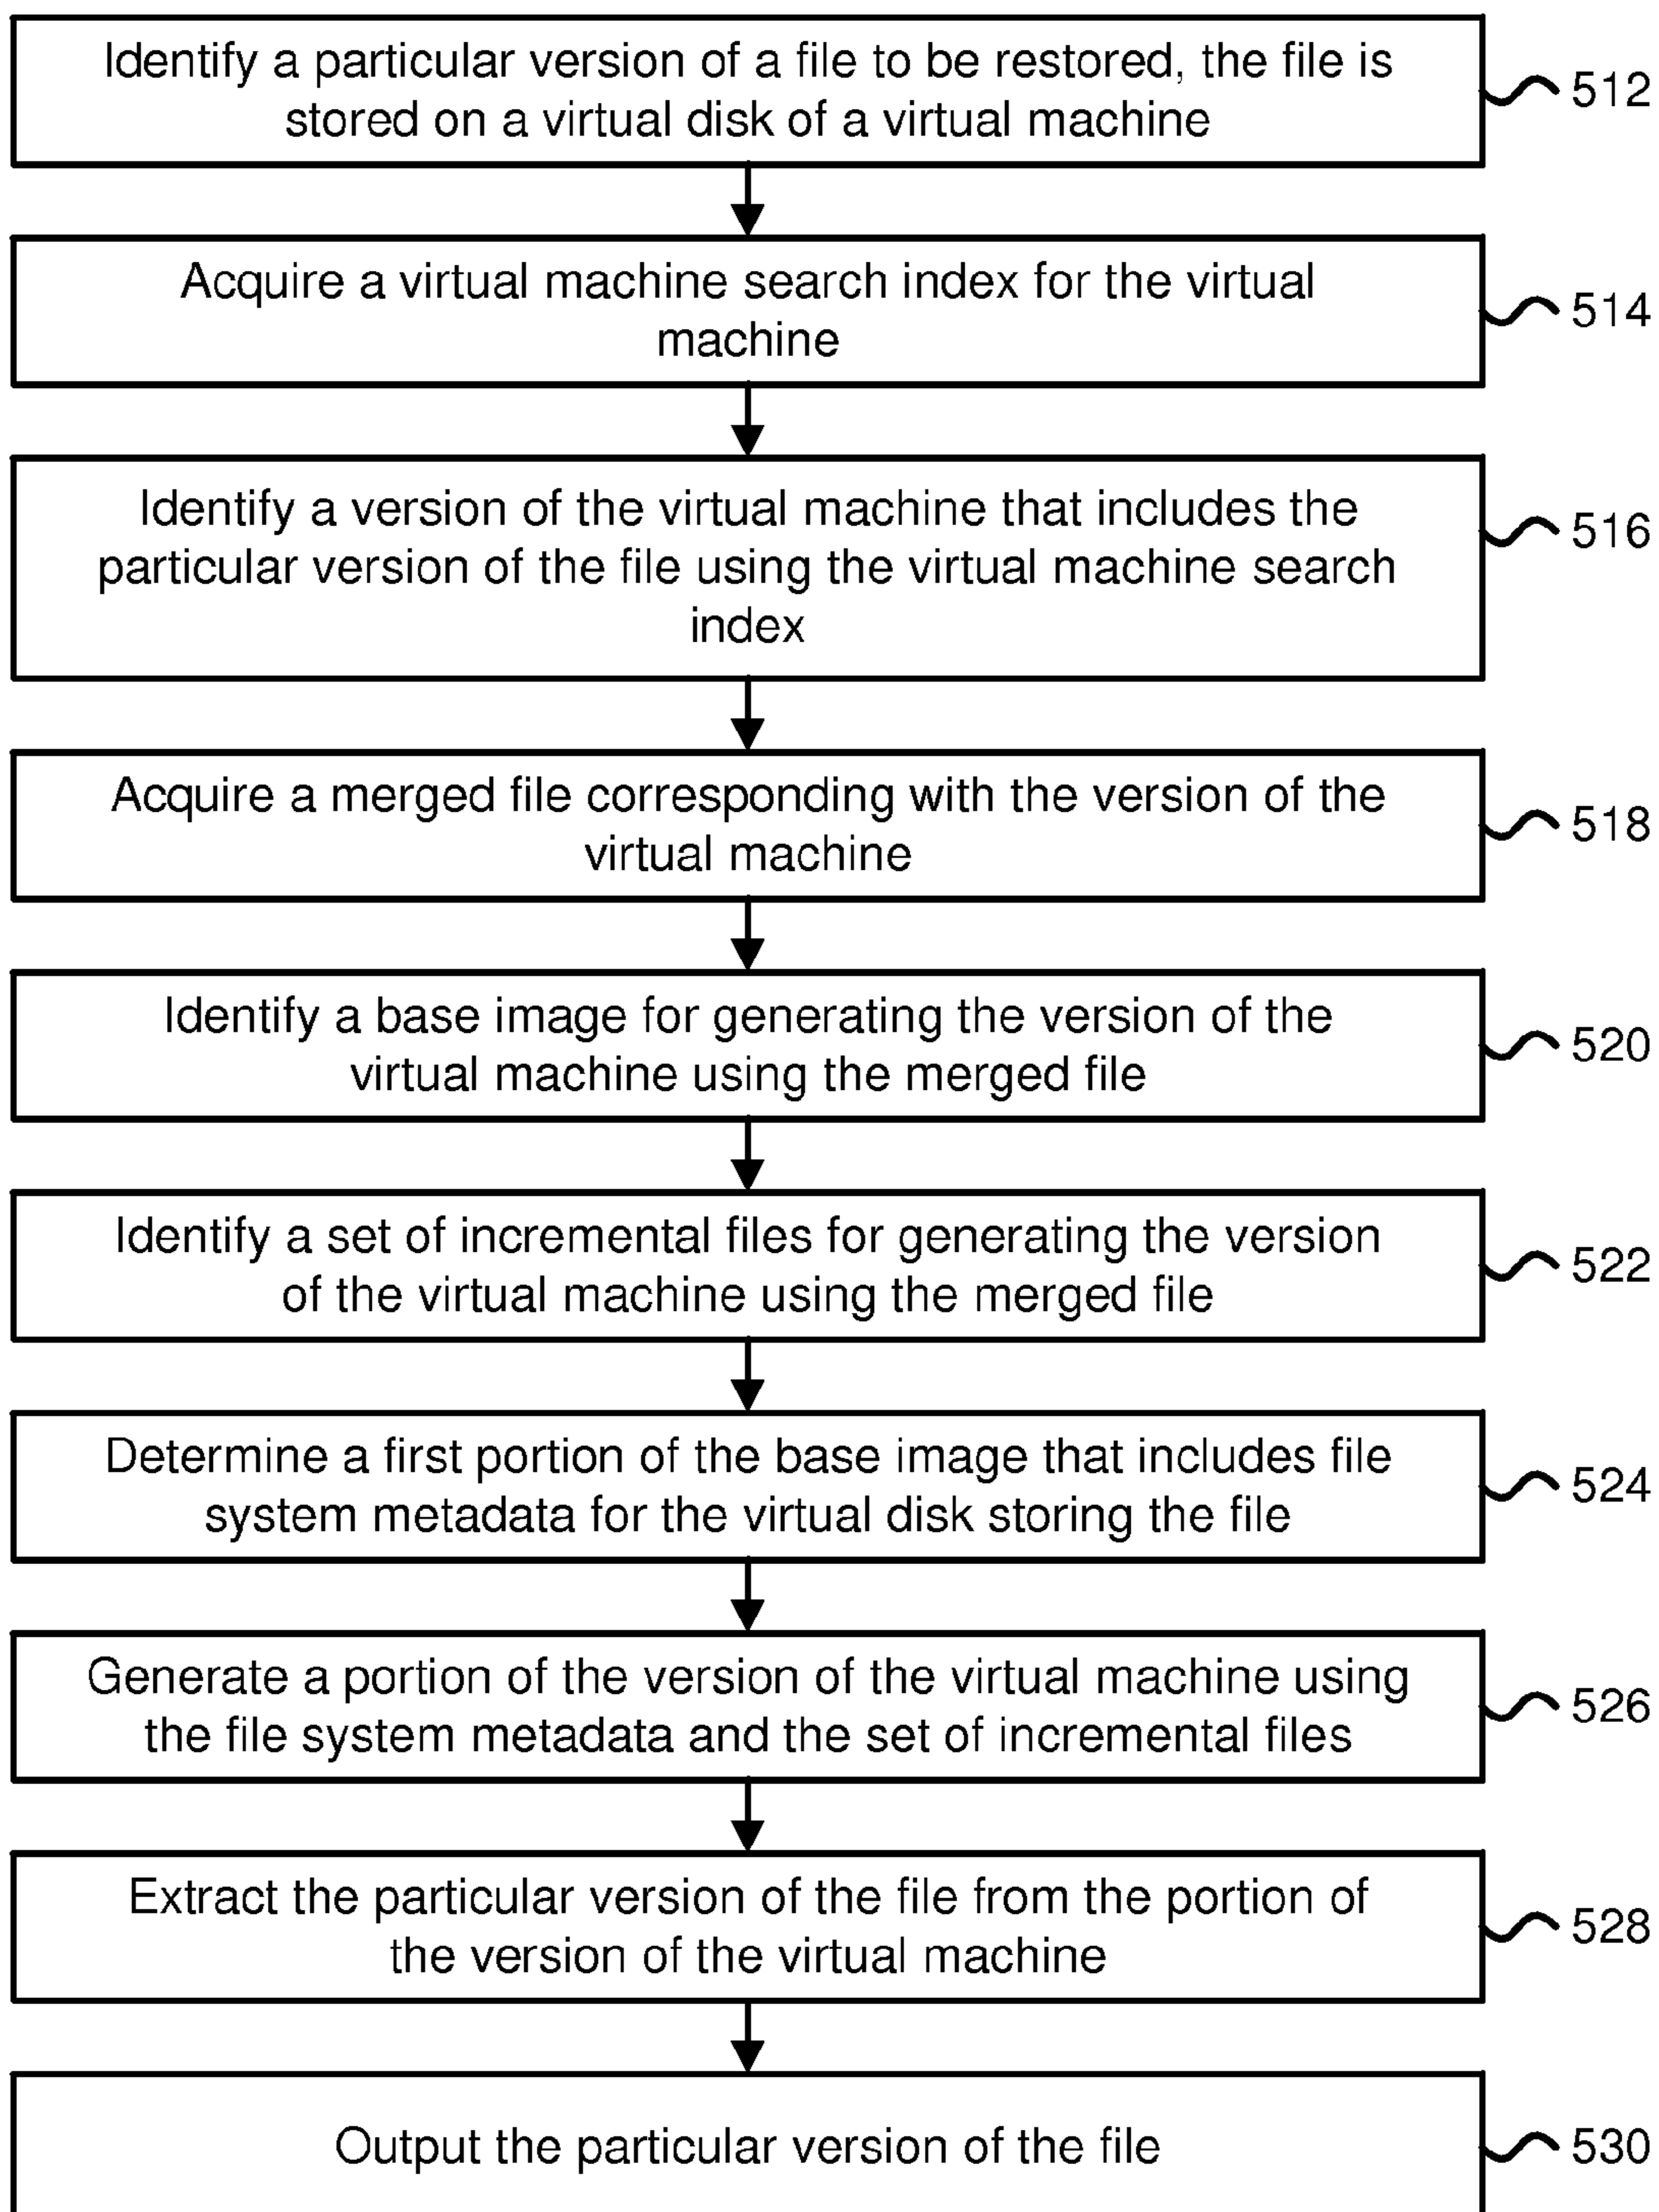 Identify a particular version of a file to be restored, the file is
stored on a virtual disk of a virtual machine
512
Acquire a virtual machine search index for the virtual
machine
514
Identify a version of the virtual machine that includes the
particular version of the file using the virtual machine search
index
516
Acquire a merged file corresponding with the version of the
virtual machine
518
Identify a base image for generating the version of the
virtual machine using the merged file
520
Identify a set of incremental files for generating the version
of the virtual machine using the merged file
522
Determine a first portion of the base image that includes file
system metadata for the virtual disk storing the file
524
Generate a portion of the version of the virtual machine using
the file system metadata and the set of incremental files
526
Extract the particular version of the file from the portion of
the version of the virtual machine
528
Output the particular version of the file
530